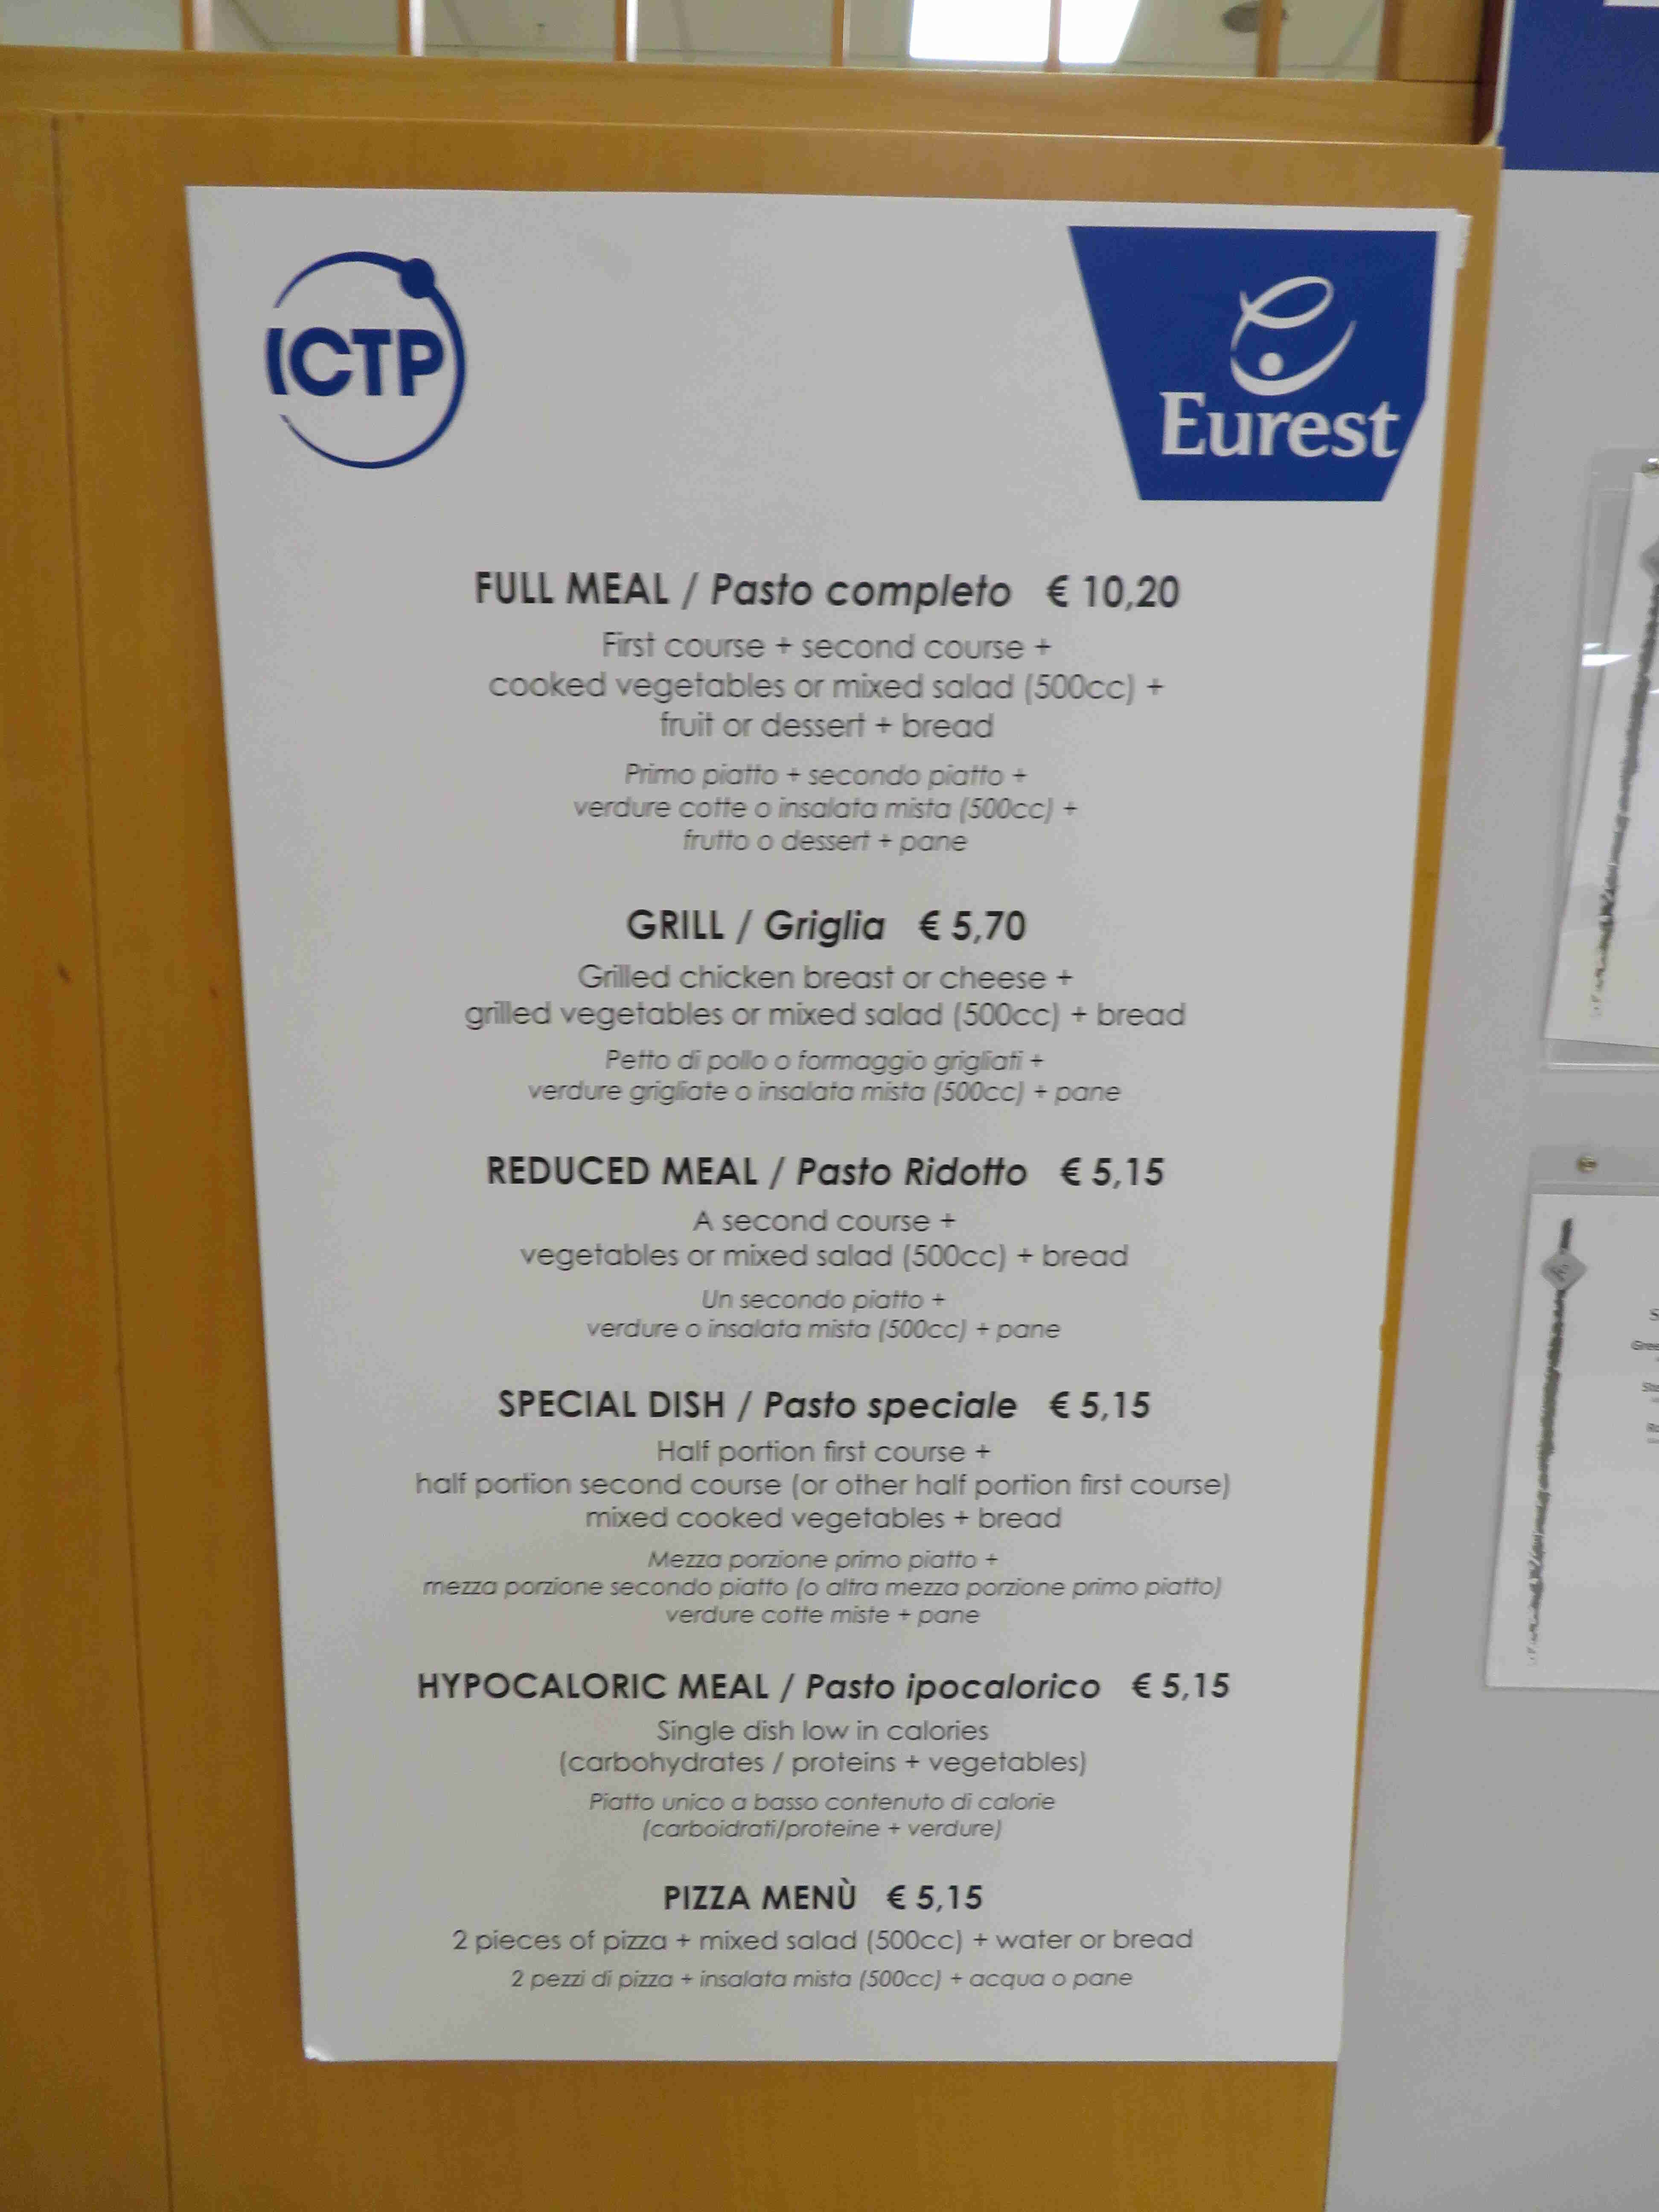 ICTP
Eurest
FULL MEAL / Pasto completo € 10,20
First course + second course +
cooked vegetables or mixed salad (500cc) +
fruit or dessert + bread
Primo piatto + secondo piatto +
verdure cotte o insalata mista (500cc) +
frutto o dessert + pane
GRILL / Griglia € 5,70
Grilled chicken breast or cheese +
grilled vegetables or mixed salad (500cc) + bread
Petto di pollo o formaggio grigliati +
verdure grigliate o insalata mista (500cc) + pane
REDUCED MEAL / Pasto Ridotto € 5,15
A second course +
vegetables or mixed salad (500cc) + bread
Un secondo piatto +
verdure o insalata mista (500cc) + pane
SPECIAL DISH / Pasto speciale € 5,15
Half portion first course +
half portion second course (or other half portion first course)
mixed cooked vegetables + bread
Mezza porzione primo piatto +
mezza porzione secondo piatto (o altra mezza porzione primo piatto)
verdure cotte miste + pane
HYPOCALORIC MEAL / Pasto ipocalorico € 5,15
Single dish low in calories
(carbohydrates / proteins + vegetables)
Piatto unico a basso contenuto di calorie
(carboidrati/proteine + verdure)
PIZZA MENÙ € 5,15
2 pieces of pizza + mixed salad (500cc) + water or bread
2 pezzi di pizza + insalata mista (500cc) + acqua o pane